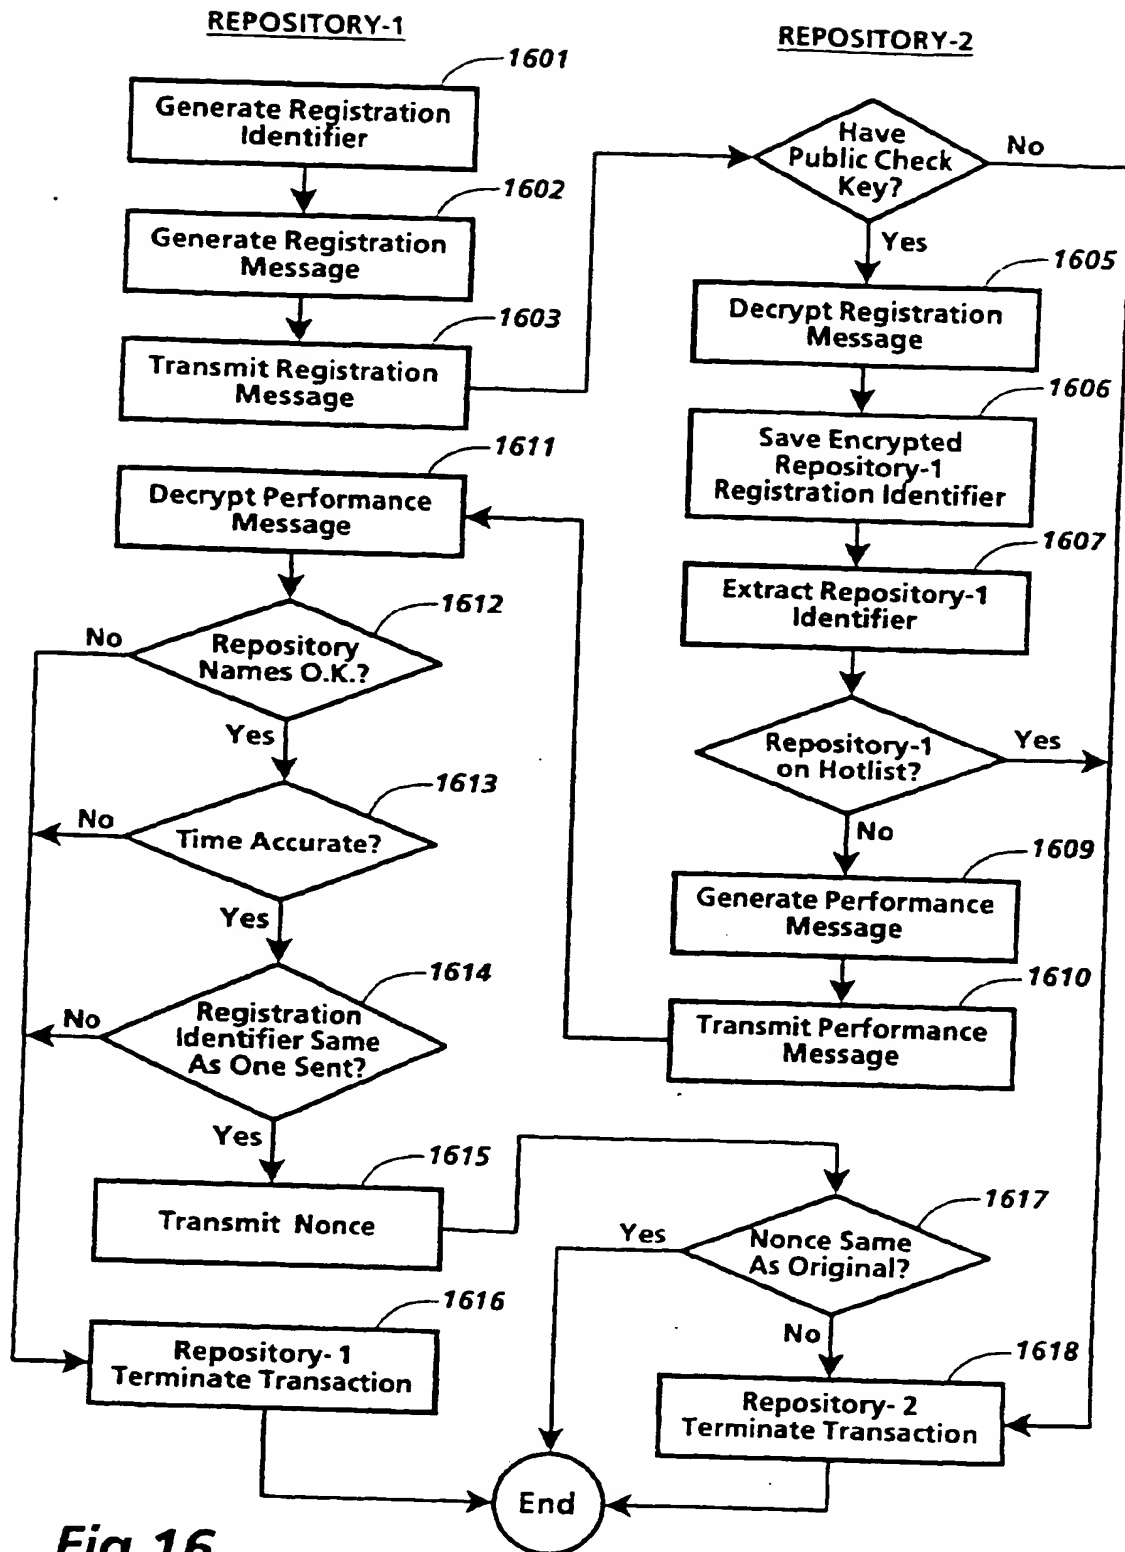 REPOSITORY-1
1601
Generate Registration
Identifier
1602
Generate Registration
Message
1603
Transmit Registration
Message
1611
Decrypt Performance
Message
1612
Repository
Names O.K.?
No
Yes
1613
Time Accurate?
No
Yes
1614
Registration
Identifier Same
As One Sent?
No
Yes
1615
Transmit Nonce
1616
Repository- 1
Terminate Transaction
REPOSITORY-2
Have
Public Check
Key?
No
Yes
1605
Decrypt Registration
Message
1606
Save Encrypted
Repository-1
Registration Identifier
1607
Extract Repository-1
Identifier
Repository-1
on Hotlist?
Yes
No
1609
Generate Performance
Message
1610
Transmit Performance
Message
1617
Nonce Same
As Original?
Yes
No
1618
Repository- 2
Terminate Transaction
End
Fig.16